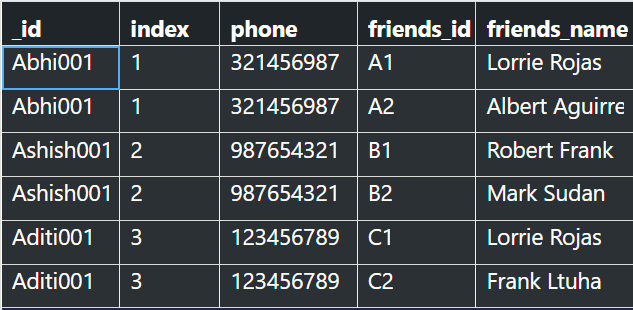 _id index phone friends_id friends_name
Abhi001 1 321456987 A1 Lorrie Rojas
Abhi001 1 321456987 A2 Albert Aguirre
Ashish001 2 987654321 B1 Robert Frank
Ashish001 2 987654321 B2 Mark Sudan
Aditi001 3 123456789 C1 Lorrie Rojas
Aditi001 3 123456789 C2 Frank Ltuha